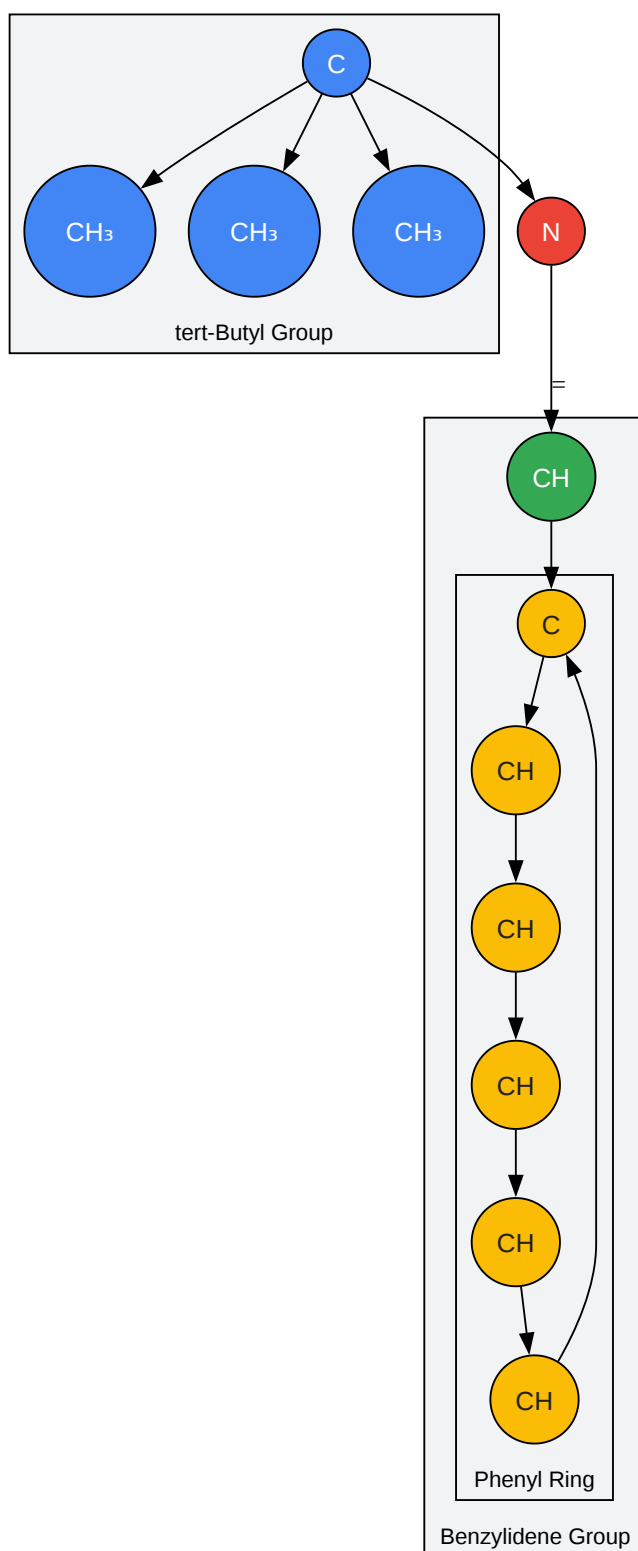 C
CH₃
CH₃
CH₃
N
tert-Butyl Group
=
CH
C
CH
CH
CH
CH
CH
Phenyl Ring
Benzylidene Group